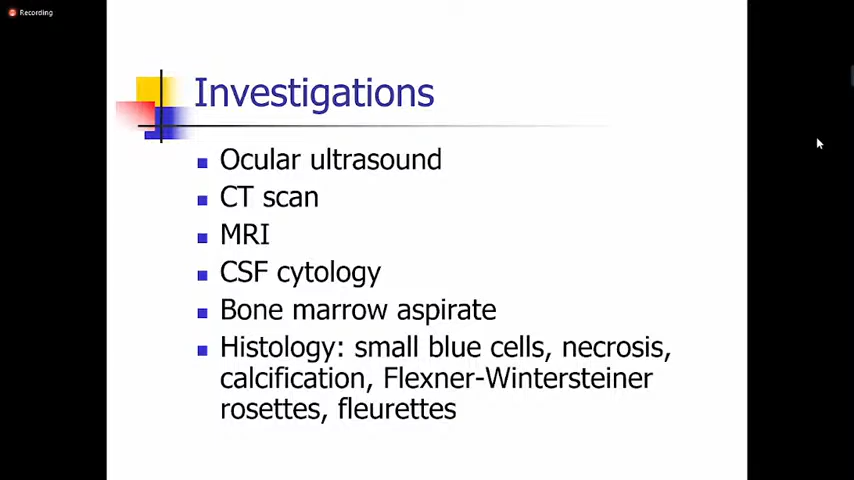 Recording
Investigations
Ocular ultrasound
CT scan
MRI
CSF cytology
Bone marrow aspirate
Histology: small blue cells, necrosis,
calcification, Flexner-Wintersteiner
rosettes, fleurettes